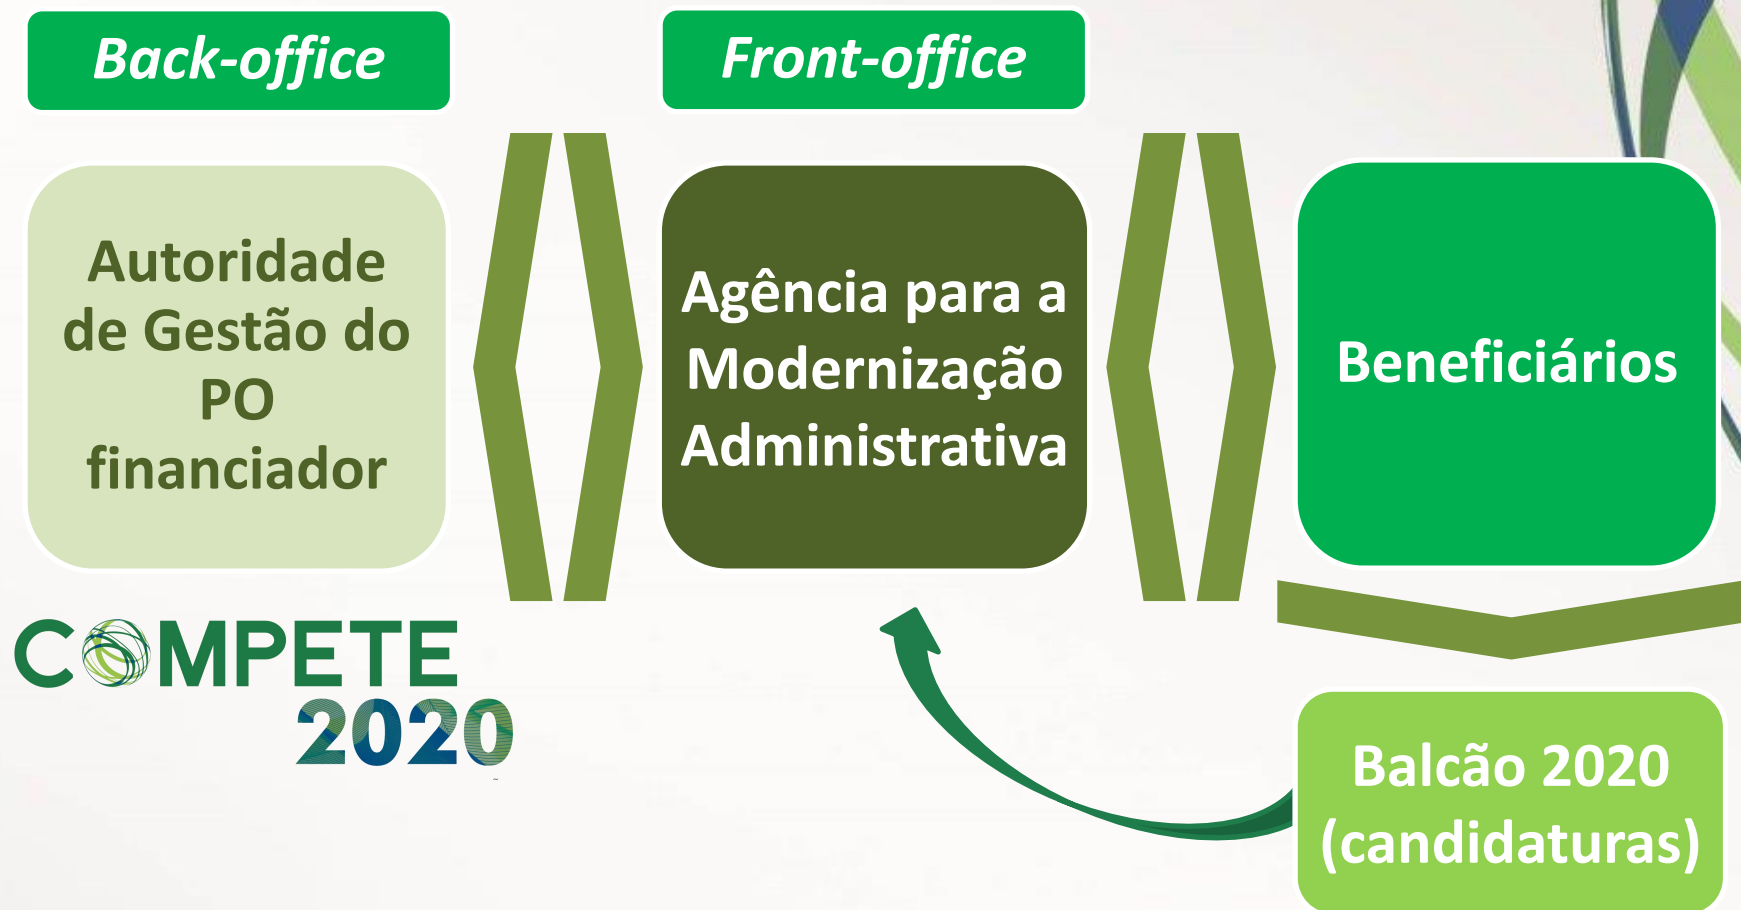 Back-office
Front-office
Autoridade
de Gestão do
PO
financiador
Agência para a
Modernização
Administrativa
Beneficiários
COMPETE
2020
Balcão 2020
(candidaturas)